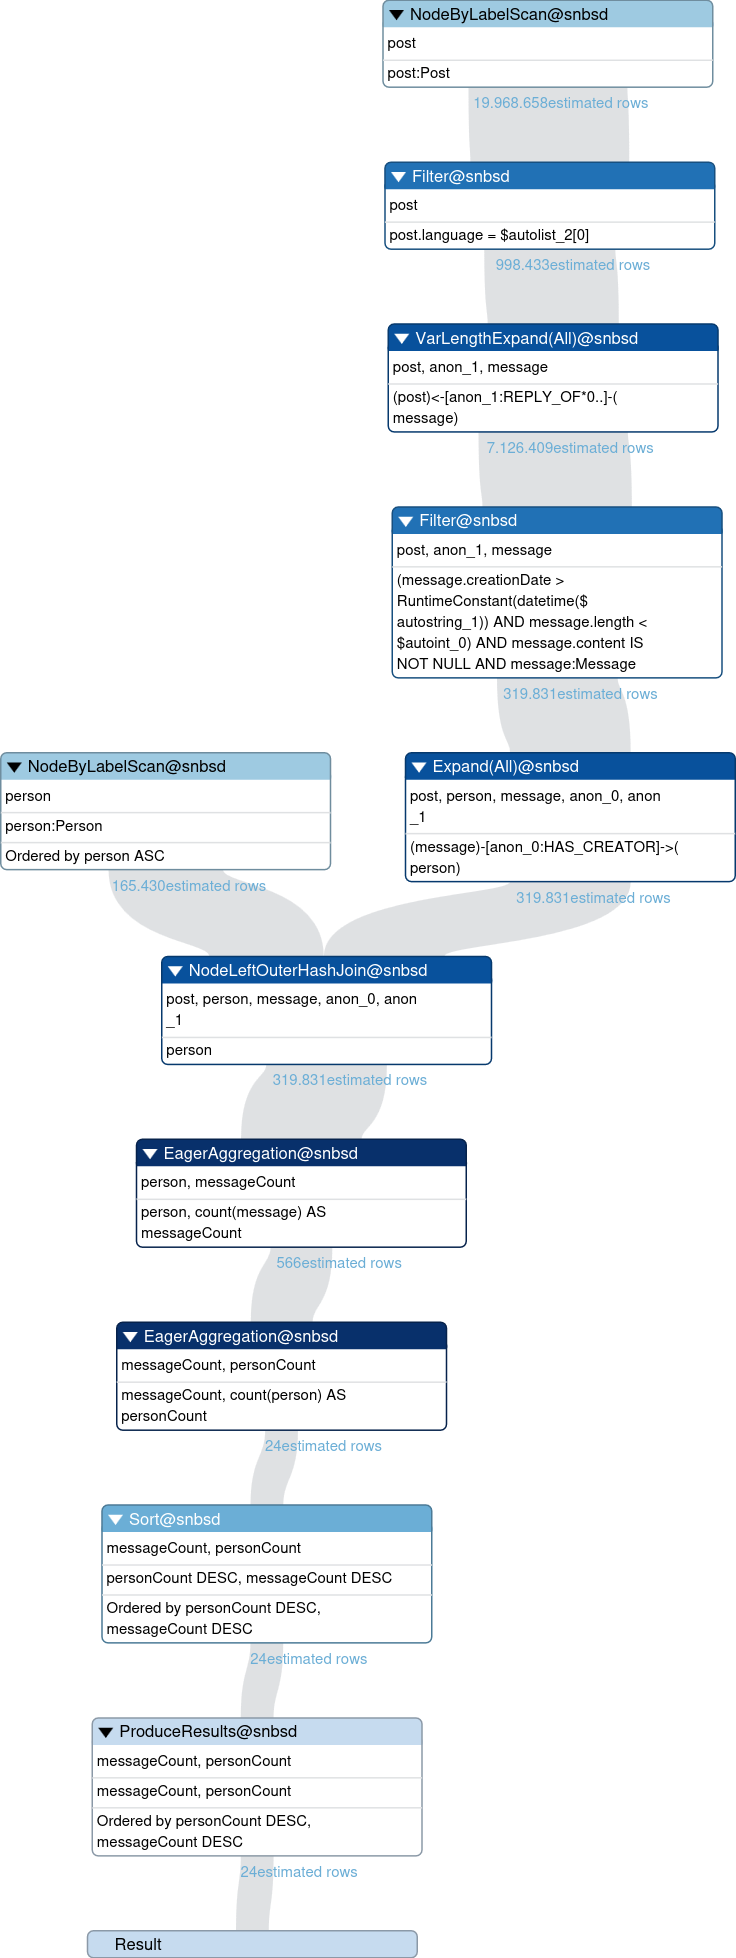 NodeByLabelScan@snbsd
post
post:Post
19.968.658estimated rows
Filter@snbsd
post
post.language = $autolist_2[0]
998.433estimated rows
VarLengthExpand(All)@snbsd
post, anon_1, message
(post)<-[anon_1:REPLY_OF*0..]-(
message)
7.126.409estimated rows
Filter@snbsd
post, anon_1, message
(message.creationDate >
RuntimeConstant(datetime($
autostring_1)) AND message.length <
$autoint_0) AND message.content IS
NOT NULL AND message:Message
319.831estimated rows
NodeByLabelScan@snbsd
person
person:Person
Ordered by person ASC
165.430estimated rows
Expand(All)@snbsd
post, person, message, anon_0, anon
_1
(message)-[anon_0:HAS_CREATOR]->(
person)
319.831estimated rows
NodeLeftOuterHashJoin@snbsd
post, person, message, anon_0, anon
_1
person
319.831estimated rows
EagerAggregation@snbsd
person, messageCount
person, count(message) AS
messageCount
566estimated rows
EagerAggregation@snbsd
messageCount, personCount
messageCount, count(person) AS
personCount
24estimated rows
Sort@snbsd
messageCount, personCount
personCount DESC, messageCount DESC
Ordered by personCount DESC,
messageCount DESC
24estimated rows
ProduceResults@snbsd
messageCount, personCount
messageCount, personCount
Ordered by personCount DESC,
messageCount DESC
24estimated rows
Result